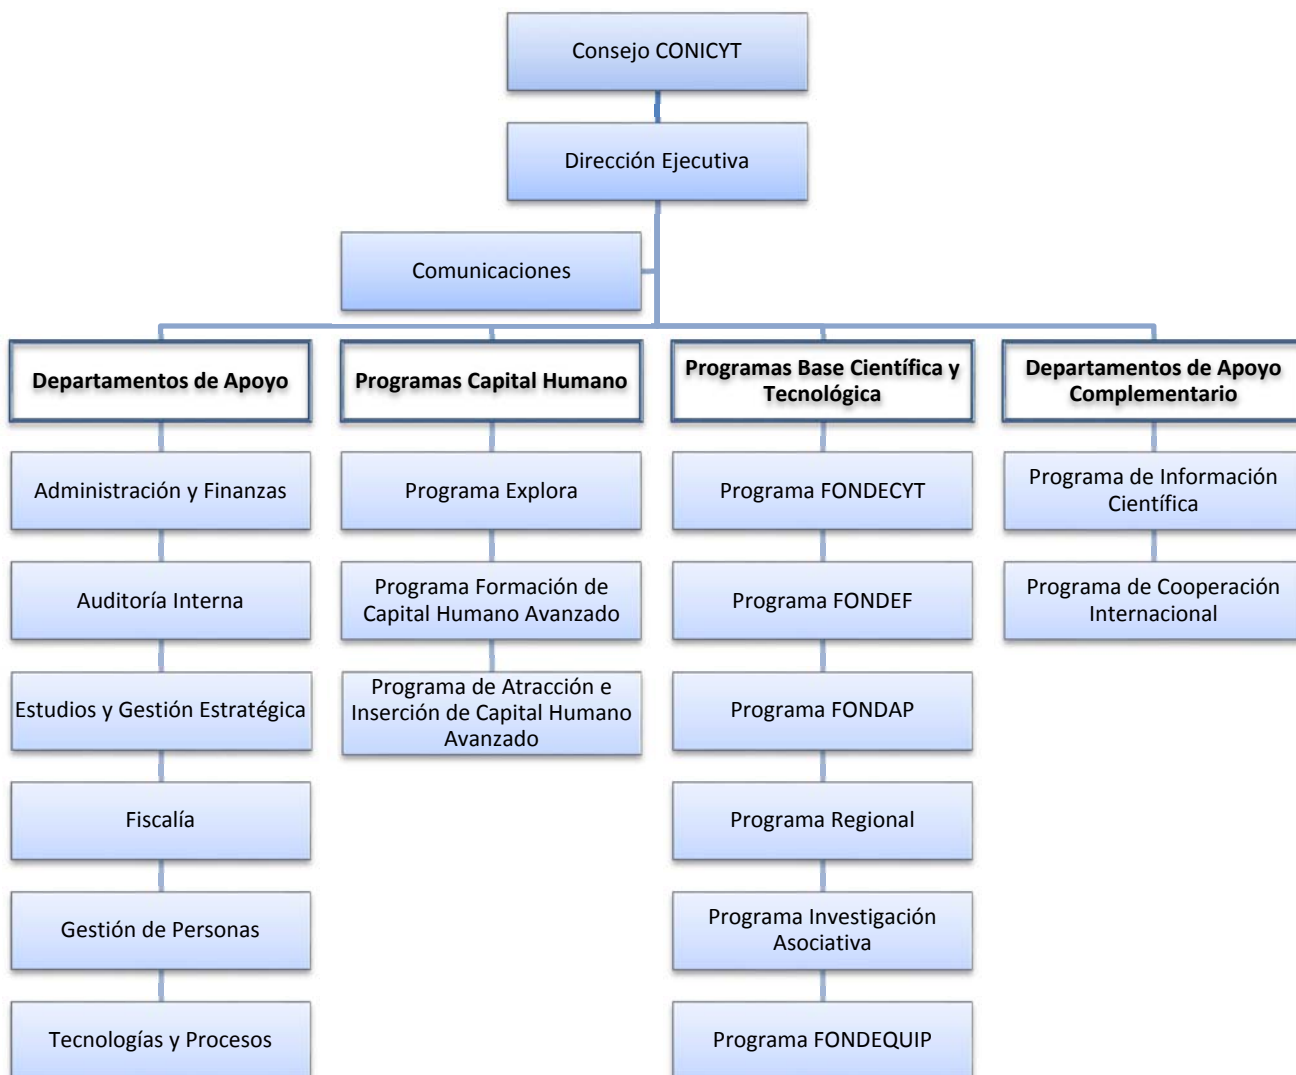 Consejo CONICYT
Dirección Ejecutiva
Comunicaciones
Departamentos de Apoyo
Programas Capital Humano
Programas Base Científica y
Tecnológica
Departamentos de Apoyo
Complementario
Administración y Finanzas
Programa Explora
Programa FONDECYT
Programa de Información
Científica
Auditoría Interna
Programa Formación de
Capital Humano Avanzado
Programa FONDEF
Programa de Cooperación
Internacional
Estudios y Gestión Estratégica
Programa de Atracción e
Inserción de Capital Humano
Avanzado
Programa FONDAP
Fiscalía
Programa Regional
Gestión de Personas
Programa Investigación
Asociativa
Tecnologías y Procesos
Programa FONDEQUIP